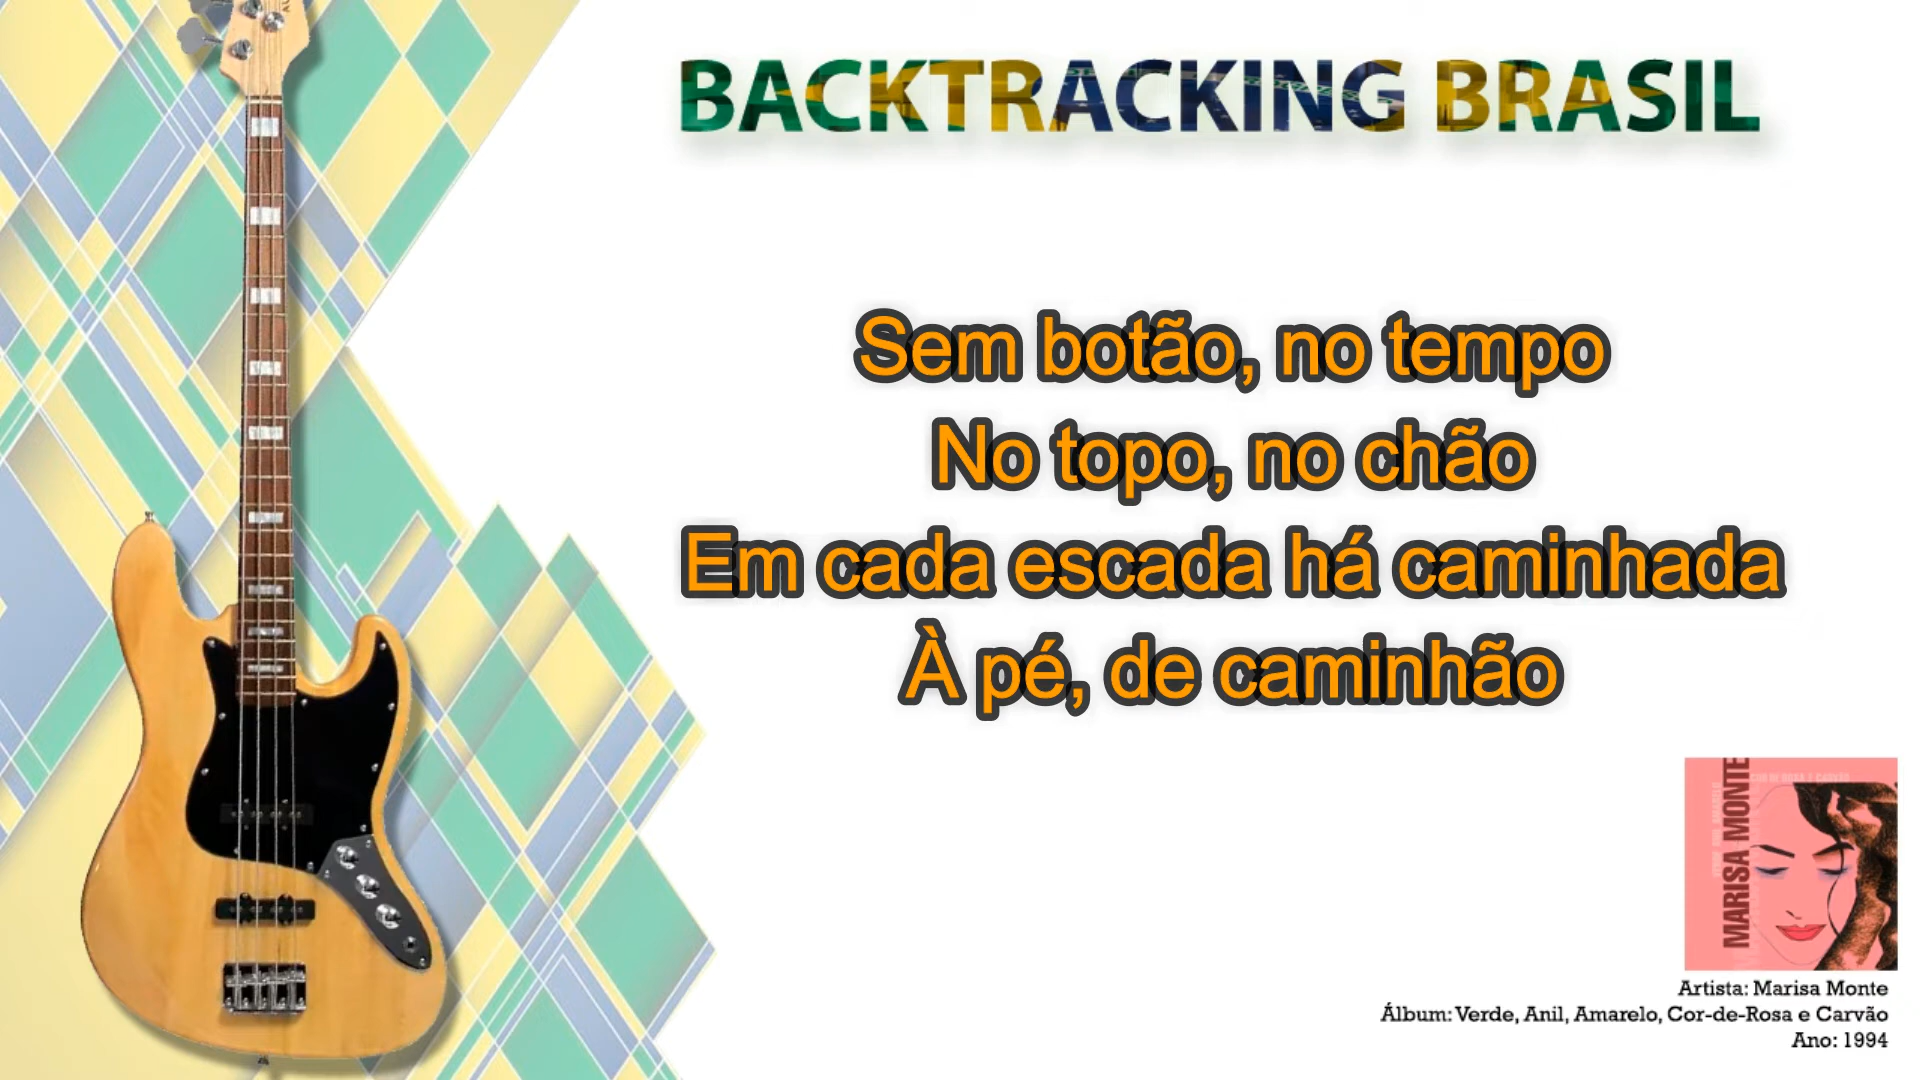 BACKTRACKING BRASIL
Sem botão, no tempo
No topo, no chão
Em cada escada há caminhada
À pé, de caminhão
MARISA MONTE
Artista: Marisa Monte
Álbum: Verde, Anil, Amarelo, Cor-de-Rosa e Carvão
Ano: 1994